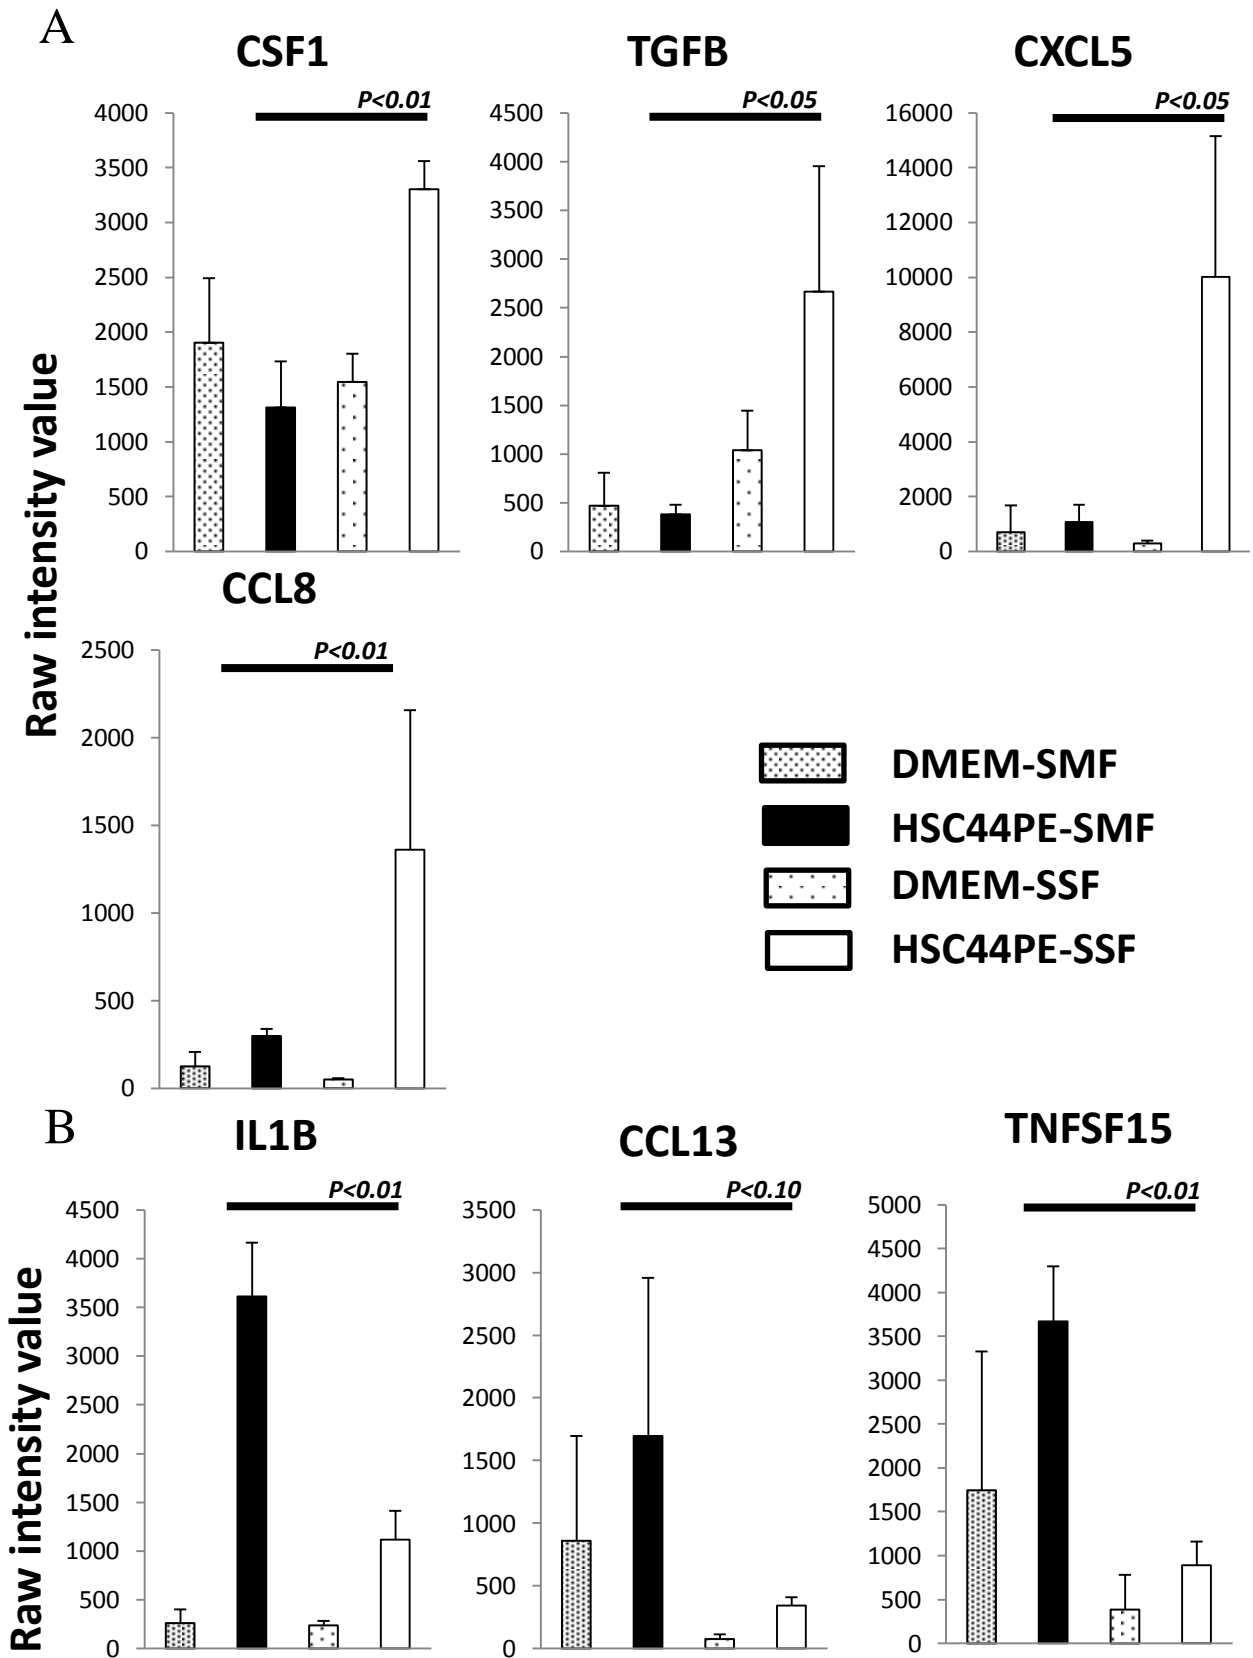 A
CSF1
TGFB
CXCL5
P<0.01
P<0.05
P<0.05
4000
3500
3000
2500
2000
1500
1000
500
0
4500
4000
3500
3000
2500
2000
1500
1000
500
0
16000
14000
12000
10000
8000
6000
4000
2000
0
Raw intensity value
CCL8
P<0.01
2500
2000
1500
1000
500
0
DMEM-SMF
HSC44PE-SMF
DMEM-SSF
HSC44PE-SSF
B
IL1B
CCL13
TNFSF15
P<0.01
P<0.10
P<0.01
Raw intensity value
4500
4000
3500
3000
2500
2000
1500
1000
500
0
3500
3000
2500
2000
1500
1000
500
0
5000
4500
4000
3500
3000
2500
2000
1500
1000
500
0